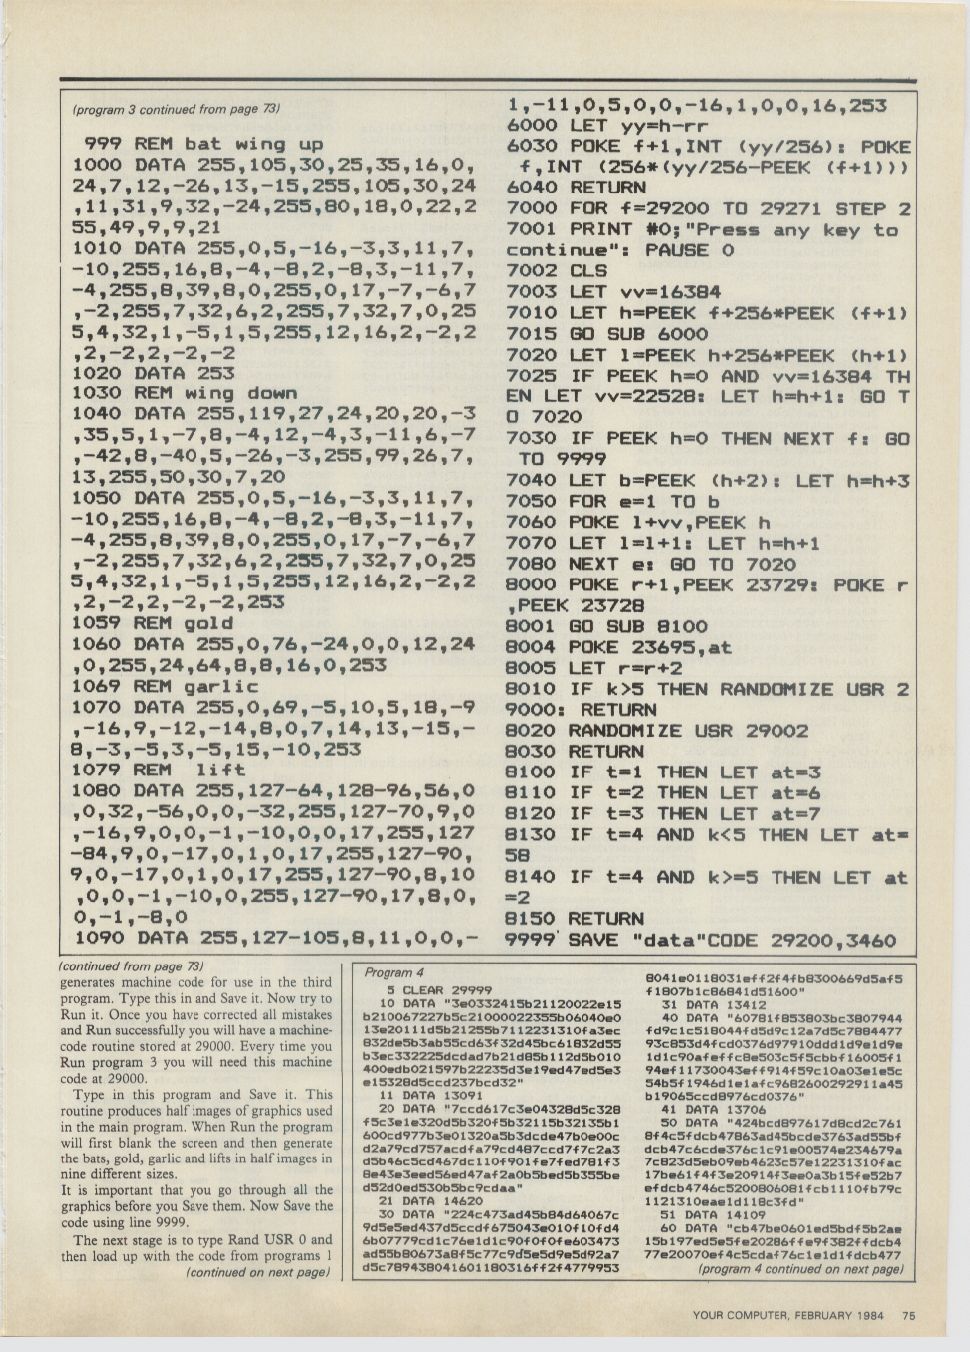 (program 3 continued from page 73)
999 REM bat wing up
1000 DATA 255,105,30,25,35,16,0,
24,7,12,-26,13,-15,255,105,30,24
,11,31,9,32,-24,255,80,18,0,22,2
55,49,9,9,21
1010 DATA 255,0,5,-16,-3,3,11,7,
-10,255,16,8,-4,-8,2,-8,3,-11,7,
-4,255,8,39,8,0,255,0,17,-7,-6,7
,-2,255,7,32,6,2,255,7,32,7,0,25
5,4,32,1,-5,1,5,255,12,16,2,-2,2
,2,-2,2,-2,-2
1020 DATA 253
1030 REM wing down
1040 DATA 255,119,27,24,20,20,-3
,35,5,1,-7,8,-4,12,-4,3,-11,6,-7
,-42,8,-40,5,-26,-3,255,99,26,7,
13,255,50,30,7,20
1050 DATA 255,0,5,-16,-3,3,11,7,
-10,255,16,8,-4,-8,2,-8,3,-11,7,
-4,255,8,39,8,0,255,0,17,-7,-6,7
,-2,255,7,32,6,2,255,7,32,7,0,25
5,4,32,1,-5,1,5,255,12,16,2,-2,2
,2,-2,2,-2,-2,253
1059 REM gold
1060 DATA 255,0,76,-24,0,0,12,24
,0,255,24,64,8,8,16,0,253
1069 REM garlic
1070 DATA 255,0,69,-5,10,5,18,-9
,-16,9,-12,-14,8,0,7,14,13,-15,-
8,-3,-5,3,-5,15,-10,253
1079 REM  lift
1080 DATA 255,127-64,128-96,56,0
,0,32,-56,0,0,-32,255,127-70,9,0
,-16,9,0,0,-1,-10,0,0,17,255,127
-84,9,0,-17,0,1,0,17,255,127-90,
9,0,-17,0,1,0,17,255,127-90,8,10
,0,0,-1,-10,0,255,127-90,17,8,0,
0,-1,-8,0
1090 DATA 255,127-105,8,11,0,0,-
1,-11,0,5,0,0,-16,1,0,0,16,253
6000 LET yy=h-rr
6030 POKE f+1,INT (yy/256): POKE
f,INT (256*(yy/256-PEEK (f+1)))
6040 RETURN
7000 FOR f=29200 TO 29271 STEP 2
7001 PRINT #0;"Press any key to
continue": PAUSE 0
7002 CLS
7003 LET vv=16384
7010 LET h=PEEK f+256*PEEK (f+1)
7015 GO SUB 6000
7020 LET l=PEEK h+256*PEEK (h+1)
7025 IF PEEK h=0 AND vv=16384 TH
EN LET vv=22528: LET h=h+1: GO T
O 7020
7030 IF PEEK h=0 THEN NEXT f: GO
TO 9999
7040 LET b=PEEK (h+2): LET h=h+3
7050 FOR e=1 TO b
7060 POKE l+vv,PEEK h
7070 LET l=l+1: LET h=h+1
7080 NEXT e: GO TO 7020
8000 POKE r+1,PEEK 23729: POKE r
,PEEK 23728
8001 GO SUB 8100
8004 POKE 23695,at
8005 LET r=r+2
8010 IF k>5 THEN RANDOMIZE USR 2
9000: RETURN
8020 RANDOMIZE USR 29002
8030 RETURN
8100 IF t=1 THEN LET at=3
8110 IF t=2 THEN LET at=6
8120 IF t=3 THEN LET at=7
8130 IF t=4 AND k<5 THEN LET at=
58
8140 IF t=4 AND k>=5 THEN LET at
=2
8150 RETURN
9999 SAVE "data"CODE 29200,3460
(continued from page 73)
generates machine code for use in the third
program. Type this in and Save it. Now try to
Run it. Once you have corrected all mistakes
and Run successfully you will have a machine-
code routine stored at 29000. Every time you
Run program 3 you will need this machine
code at 29000.
Type in this program and Save it. This
routine produces half images of graphics used
in the main program. When Run the program
will first blank the screen and then generate
the bats, gold, garlic and lifts in half images in
nine different sizes.
It is important that you go through all the
graphics before you Save them. Now Save the
code using line 9999.
The next stage is to type Rand USR 0 and
then load up with the code from programs 1
(continued on next page)
Program 4
5 CLEAR 29999
10 DATA "3e0332415b21120022e15
b210067227b5c21000022355b06040e0
13e20111d5b21255b7112231310fa3ec
832de5b3ab55cd63f32d45bc61832d55
b3ec332225dcdad7b21d85b112d5b010
400edb021597b22235d3e19ed47ed5e3
e15328d5ccd237bcd32"
11 DATA 13091
20 DATA "7ccd617c3e04328d5c328
f5c3e1e320d5b320f5b32115b32135b1
600cd977b3e01320a5b3dcde47b0e00c
d2a79cd757acdfa79cd487ccd7f7c2a3
d5b46c5cd467dc110f901fe7fed781f3
8e43e3eed56ed47af2a0b5bed5b355be
d52d0ed530b5bc9cdaa"
21 DATA 14620
30 DATA "224c473ad45b84d64067c
9d5e5ed437d5ccdf675043e010f10fd4
6b07779cd1c76e1d1c90f0f0fe603473
ad55b80673a8f5c77c9d5e5d9e5d92a7
d5c789438041601180316ff2f4779953
8041e0118031eff2f4fb8300669d5af5
f1807b1c86841d51600"
31 DATA 13412
40 DATA "60781f853803bc3807944
fd9c1c518044fd5d9c12a7d5c7884477
93c853d4fcd0376d97910ddd1d9e1d9e
1d1c90afeffc8e503c5f5cbbf16005f1
94ef11730043eff914f59c10a03e1e5c
54b5f1946d1e1afc9682600292911a45
b19065ccd8976cd0376"
41 DATA 13706
50 DATA "424bcd897617d8cd2c761
8f4c5fdcb47863ad45bcde3763ad55bf
dcb47c6cde376c1c91e00574e234679a
7c823d5eb09eb4623c57e12231310fac
17be61f4f3e20914f3ee0a3b15fe52b7
efdcb4746c5200806081fcb1110fb79c
1121310eae1d118c3fd"
51 DATA 14109
60 DATA "cb47be0601ed5bdf5b2ae
15b197ed5e5fe20286ffe9f382ffdcb4
77e20070ef4c5cdaf76c1e1d1fdcb477
(program 4 continued on next page)
YOUR COMPUTER, FEBRUARY 1984 75